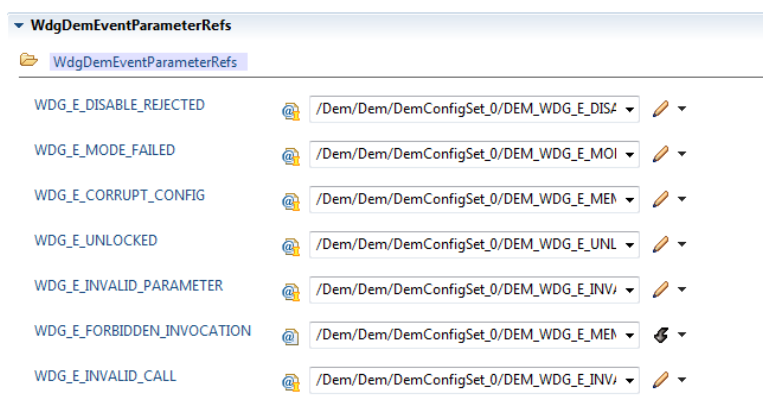 WdgDemEventParameterRefs
WdgDemEventParameterRefs
WDG_E_DISABLE_REJECTED /Dem/Dem/DemConfigSet_0/DEM_WDG_E_DISA
WDG_E_MODE_FAILED /Dem/Dem/DemConfigSet_0/DEM_WDG_E_MOI
WDG_E_CORRUPT_CONFIG /Dem/Dem/DemConfigSet_0/DEM_WDG_E_MEN
WDG_E_UNLOCKED /Dem/Dem/DemConfigSet_0/DEM_WDG_E_UNL
WDG_E_INVALID_PARAMETER /Dem/Dem/DemConfigSet_0/DEM_WDG_E_INVA
WDG_E_FORBIDDEN_INVOCATION /Dem/Dem/DemConfigSet_0/DEM_WDG_E_MEN
WDG_E_INVALID_CALL /Dem/Dem/DemConfigSet_0/DEM_WDG_E_INVA